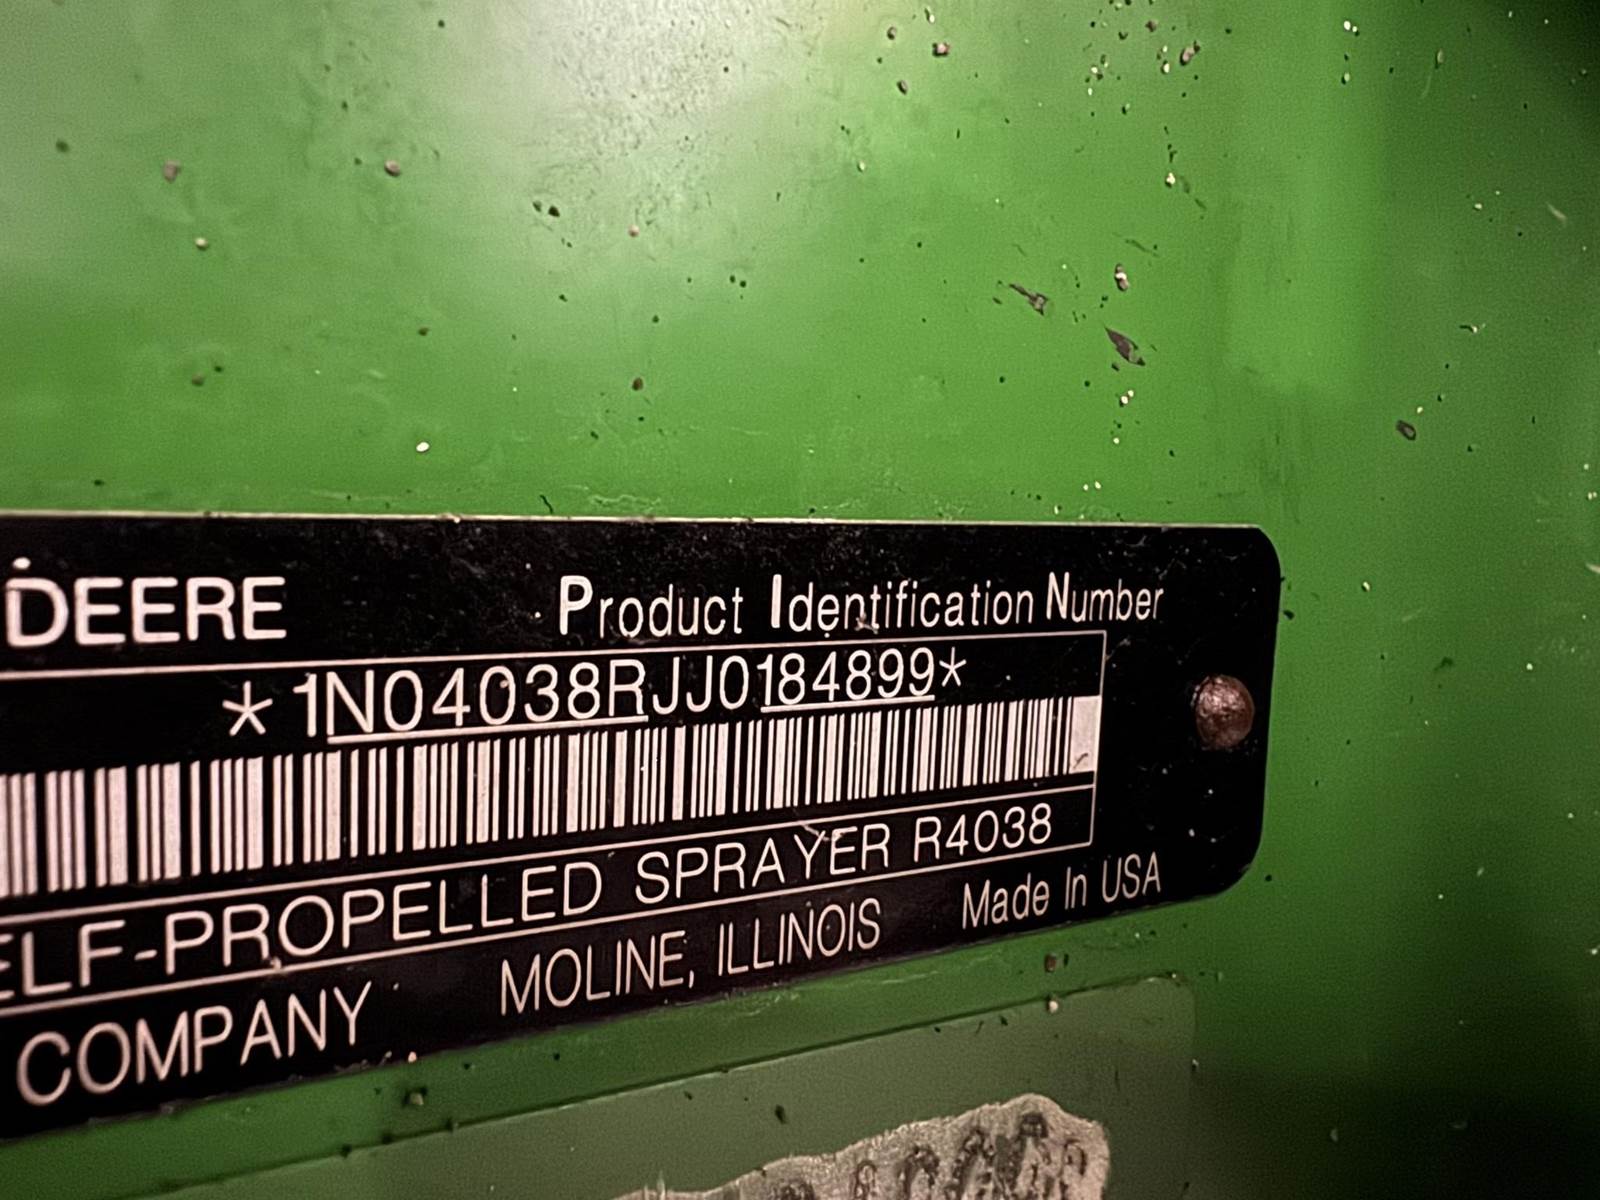 DEERE Product Identification Number
*1N04038RJJ0184899*
ELF-PROPELLED SPRAYER R4038
COMPANY MOLINE, ILLINOIS Made In USA